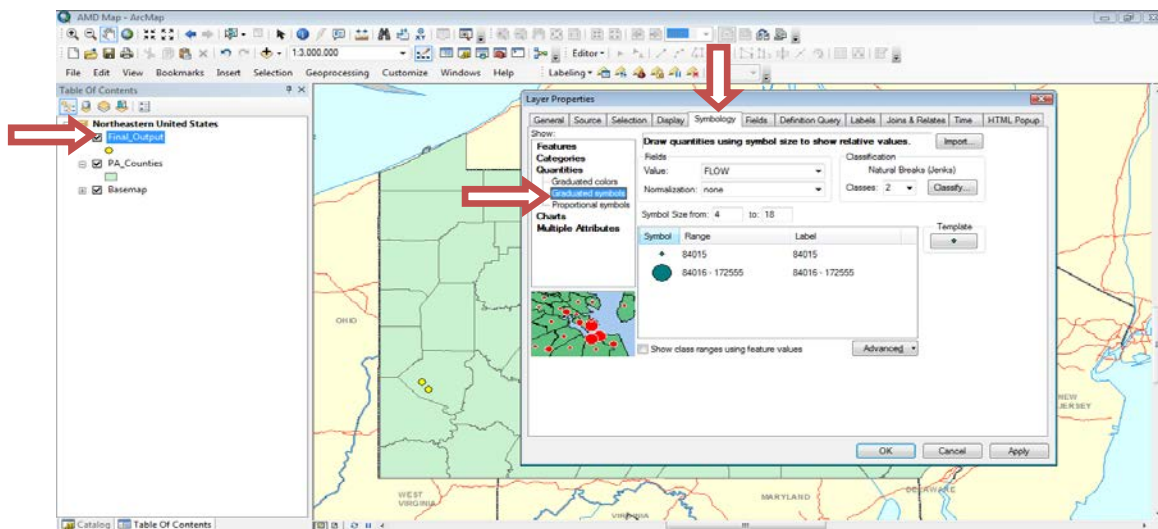 AMD Map - ArcMap
1:3.000.000
Editor
File Edit View Bookmarks Insert Selection Geoprocessing Customize Windows Help
Labeling
Table Of Contents
Northeastern United States
Final_Output
PA_Counties
Basemap
Layer Properties
General Source Selection Display Symbology Fields Definition Query Labels Joins & Relates Time HTML Popup
Show:
Features
Categories
Quantities
Graduated colors
Graduated symbols
Proportional symbols
Charts
Multiple Attributes
Draw quantities using symbol size to show relative values.
Import...
Fields
Value: FLOW
Normalization: none
Classification
Natural Breaks (Jenks)
Classes: 2
Classify...
Symbol Size from: 4 to: 18
Symbol Range Label
84015 84015
84016 - 172555 84016 - 172555
Template
Show class ranges using feature values
Advanced
OK Cancel Apply
OHIO
WEST
VIRGINIA
VIRGINIA
MARYLAND
DELAWARE
NEW
JERSEY
Catalog Table Of Contents